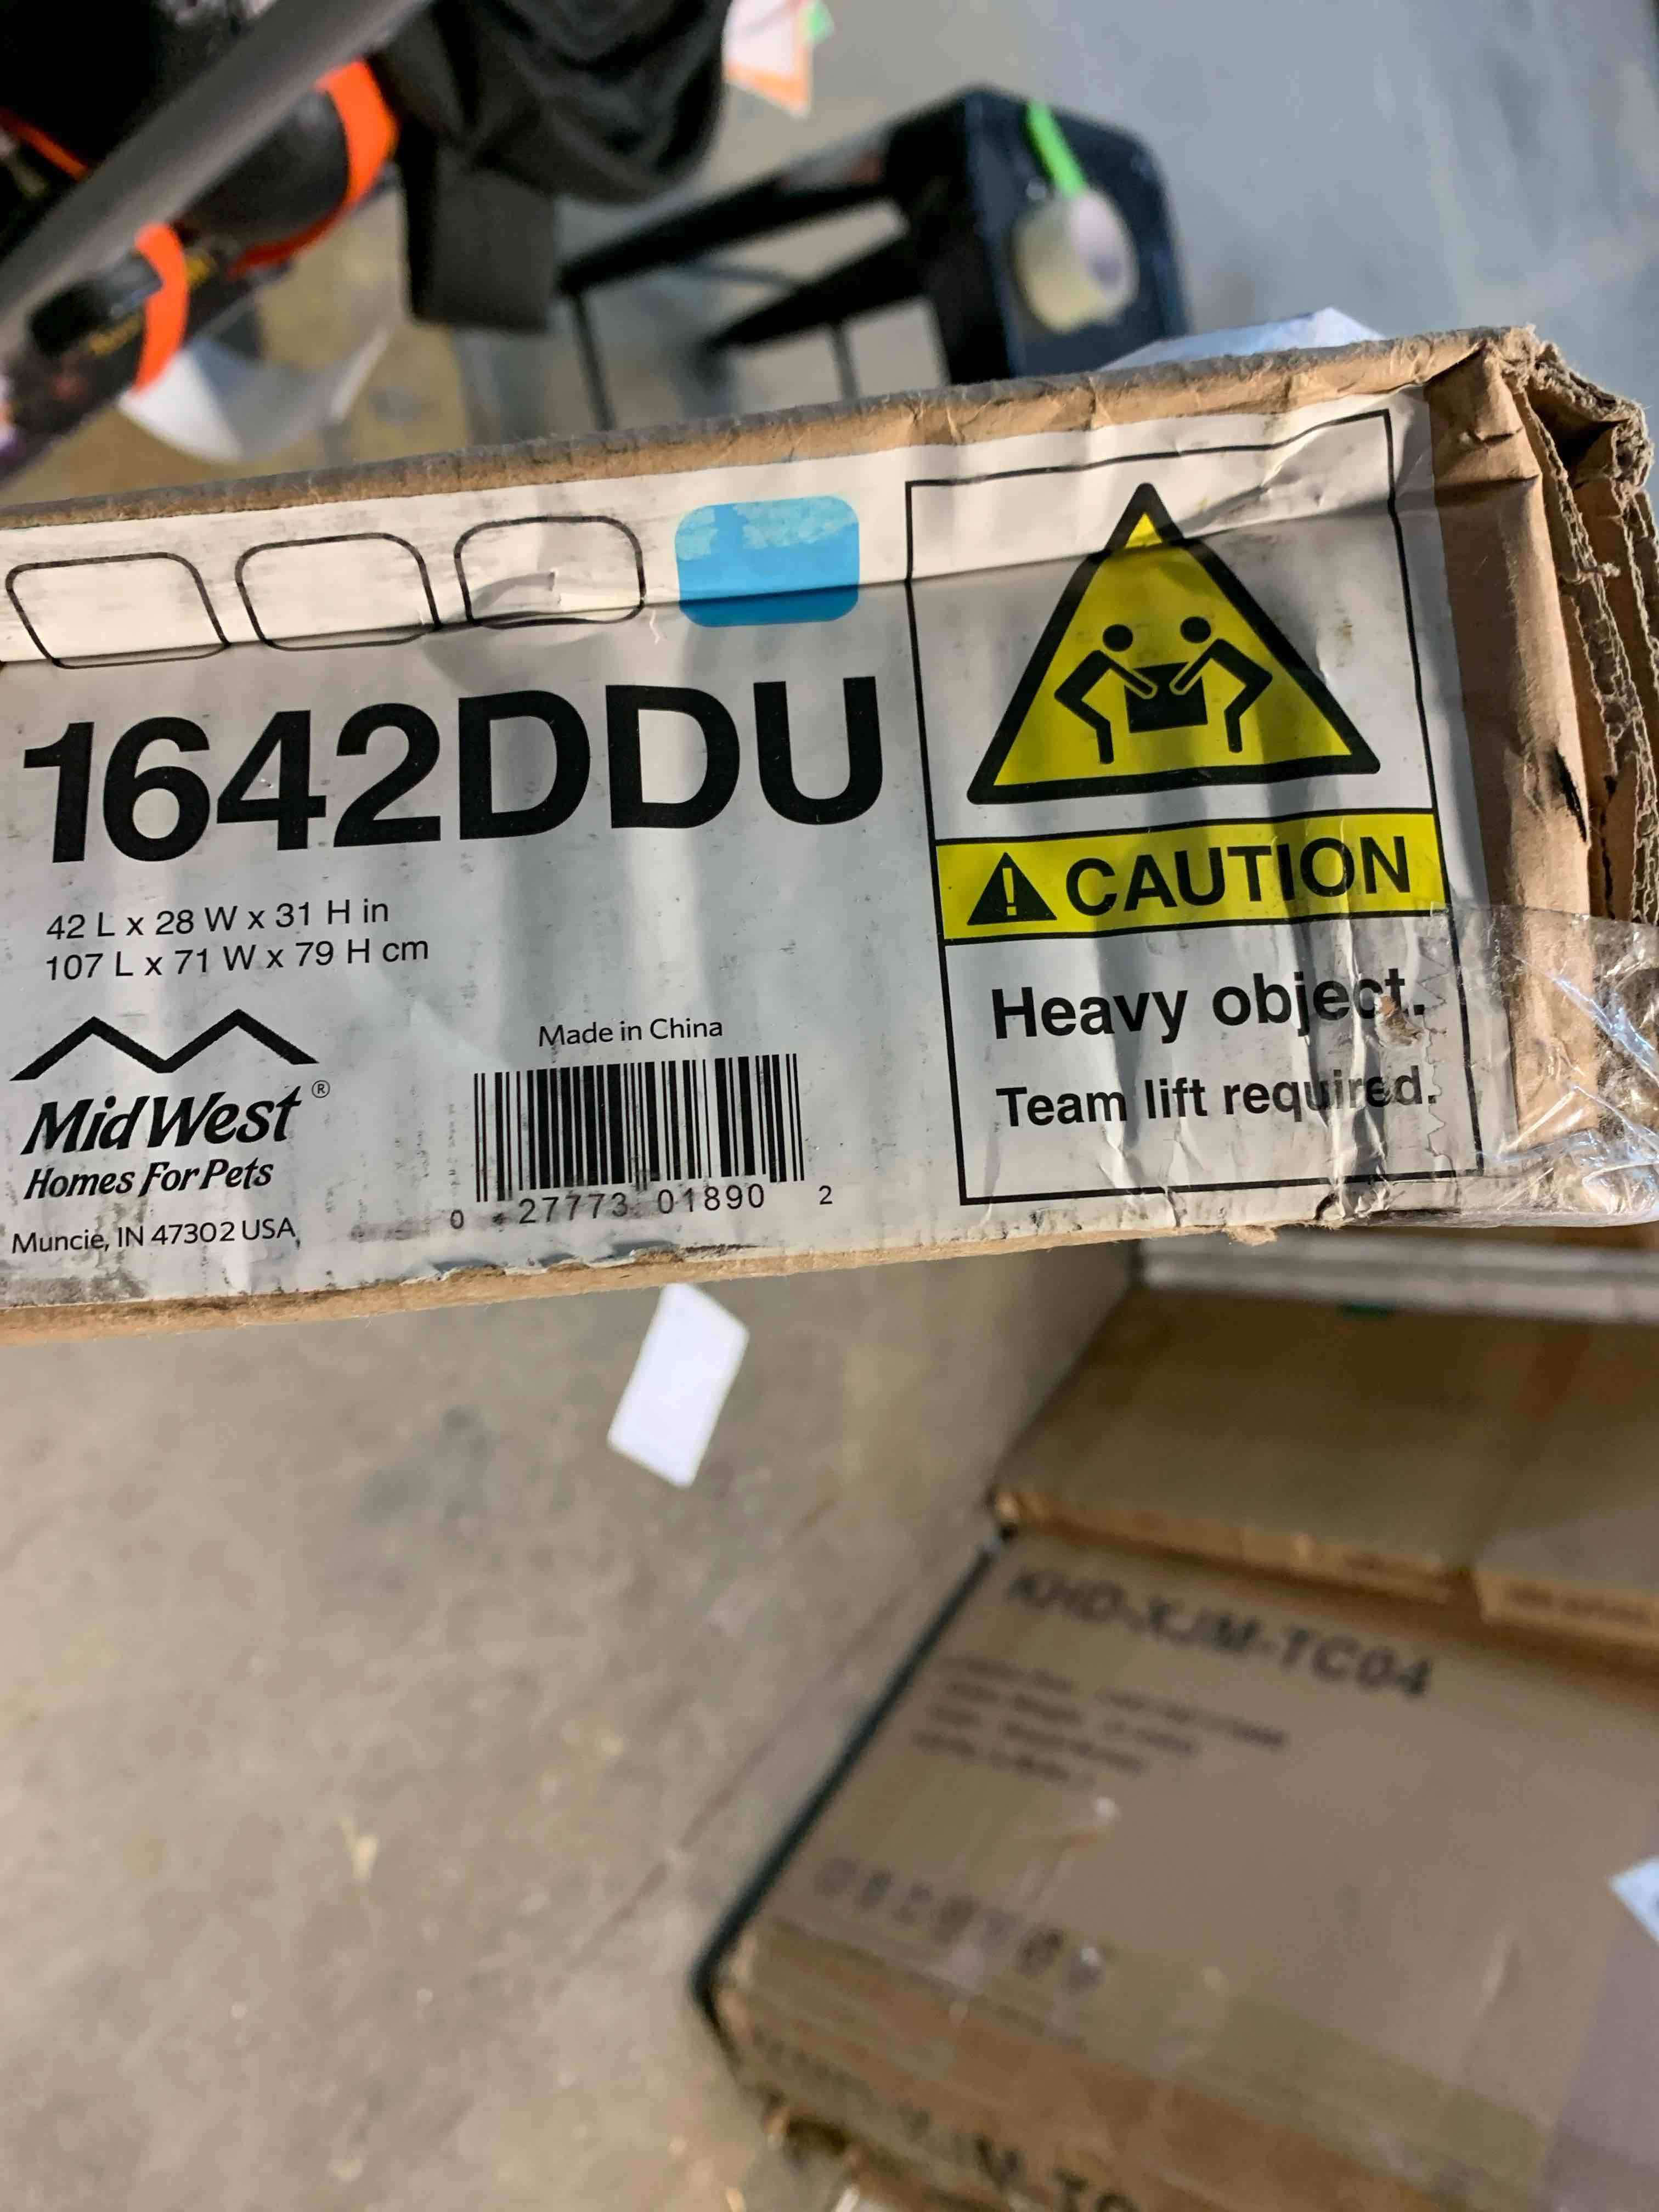 1642DDU
42 L x 28 W x 31 H in
107 L x 71 W x 79 H cm
MidWest®
Homes For Pets
Muncie, IN 47302 USA
Made in China
0 27773 01890 2
CAUTION
Heavy object.
Team lift required.
KHD-XJM-TC04